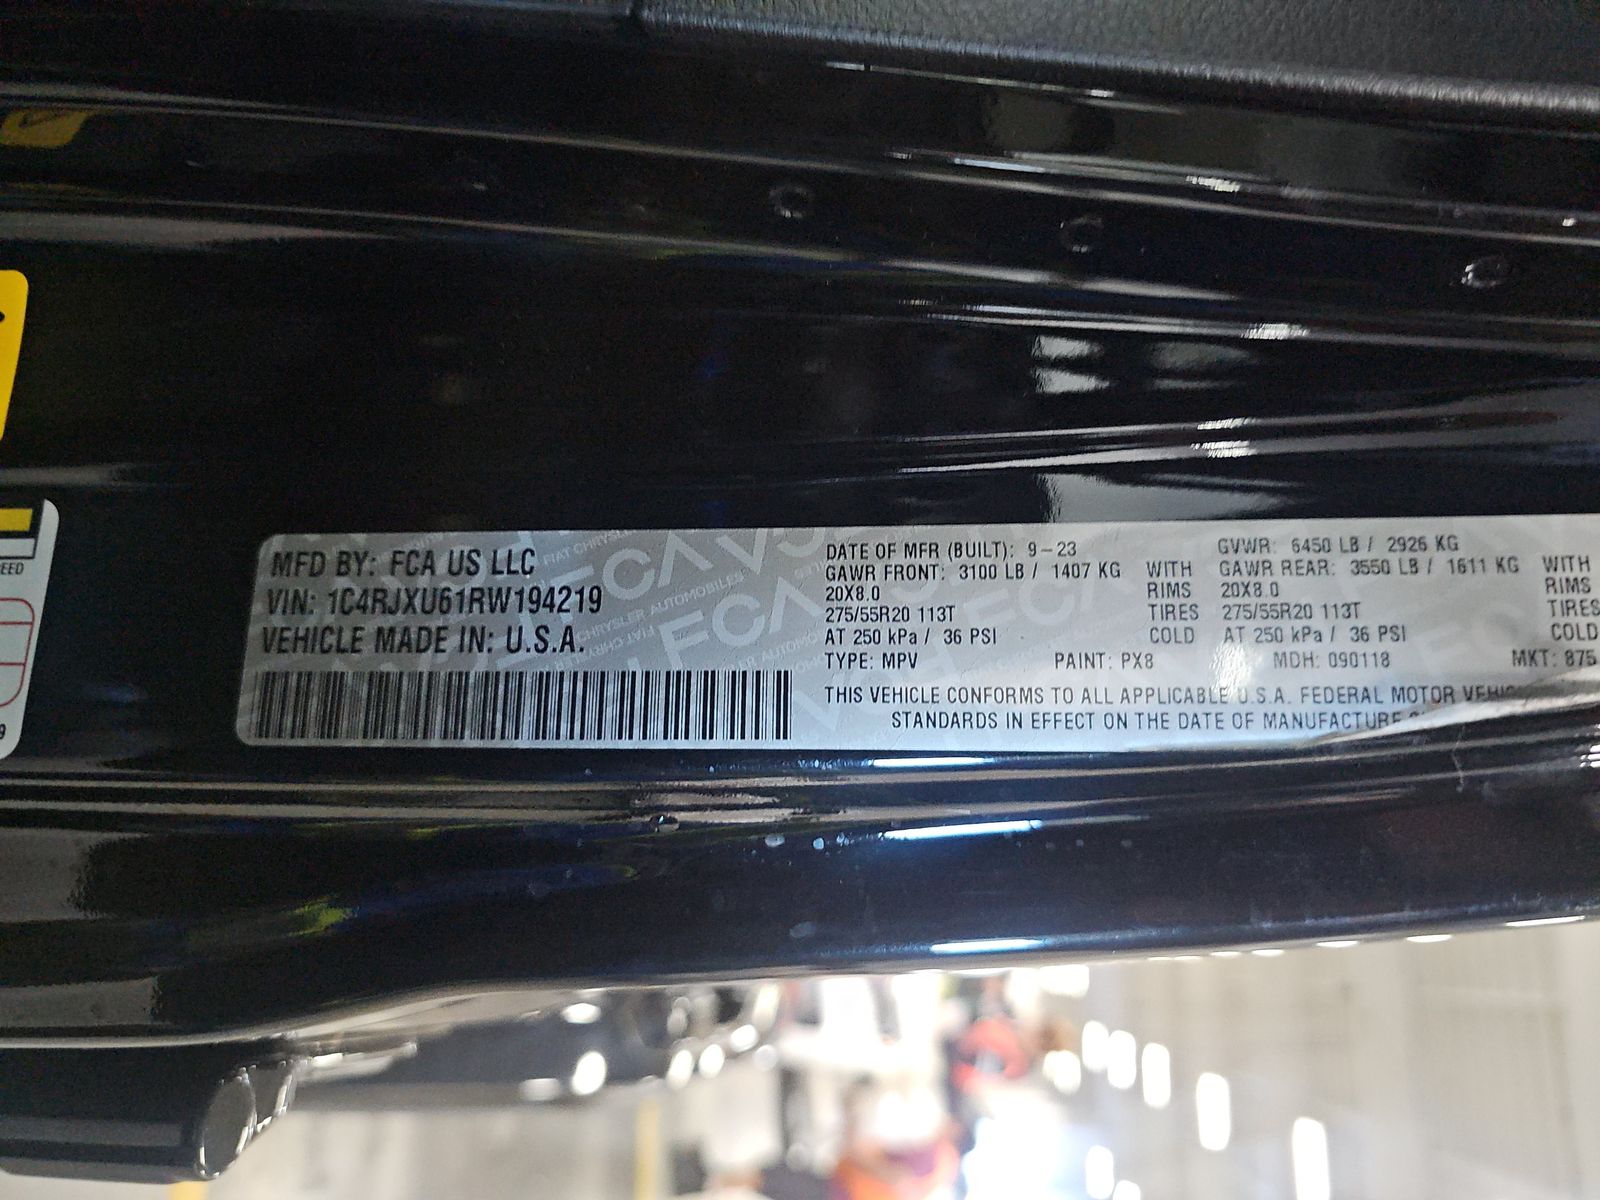 MFD BY: FCA US LLC
VIN: 1C4RJXU61RW194219
VEHICLE MADE IN: U.S.A.
DATE OF MFR (BUILT): 9-23 GVWR: 6450 LB / 2926 KG
GAWR FRONT: 3100 LB / 1407 KG WITH GAWR REAR: 3550 LB / 1611 KG WITH
20X8.0 RIMS 20X8.0 RIMS
275/55R20 113T TIRES 275/55R20 113T TIRES
AT 250 kPa / 36 PSI COLD AT 250 kPa / 36 PSI COLD
TYPE: MPV PAINT: PX8 MDH: 090118 MKT: 875
THIS VEHICLE CONFORMS TO ALL APPLICABLE U.S.A. FEDERAL MOTOR
STANDARDS IN EFFECT ON THE DATE OF MANUFACTURE